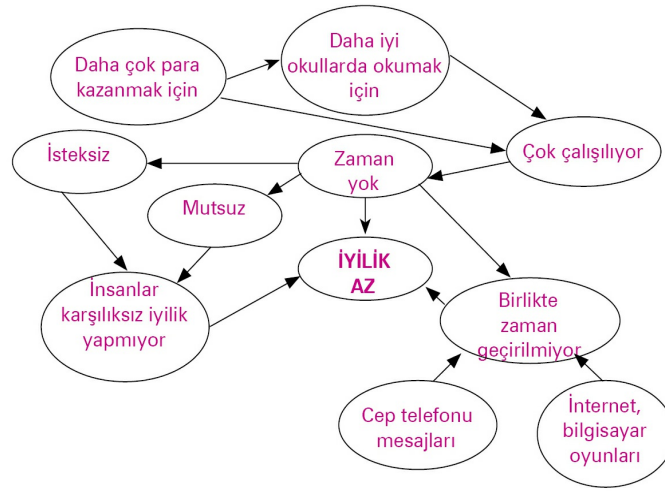 Daha çok para
kazanmak için
Daha iyi
okullarda okumak
için
İsteksiz
Zaman
yok
Çok çalışılıyor
Mutsuz
İYİLİK
AZ
İnsanlar
karşılıksız iyilik
yapmıyor
Birlikte
zaman
geçirilmiyor
Cep telefonu
mesajları
İnternet,
bilgisayar
oyunları